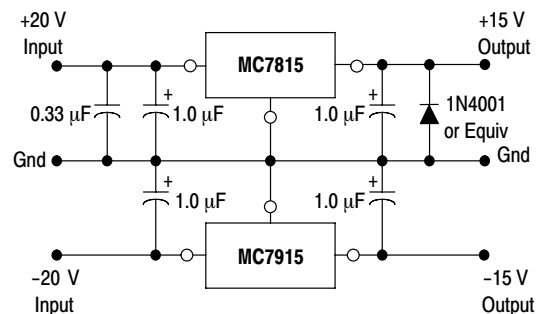 +20 V
Input
MC7815
+15 V
Output
0.33 μF
+
1.0 μF
1.0 μF
+
1N4001
or Equiv
Gnd
Gnd
+
1.0 μF
+
1.0 μF
−20 V
Input
MC7915
−15 V
Output